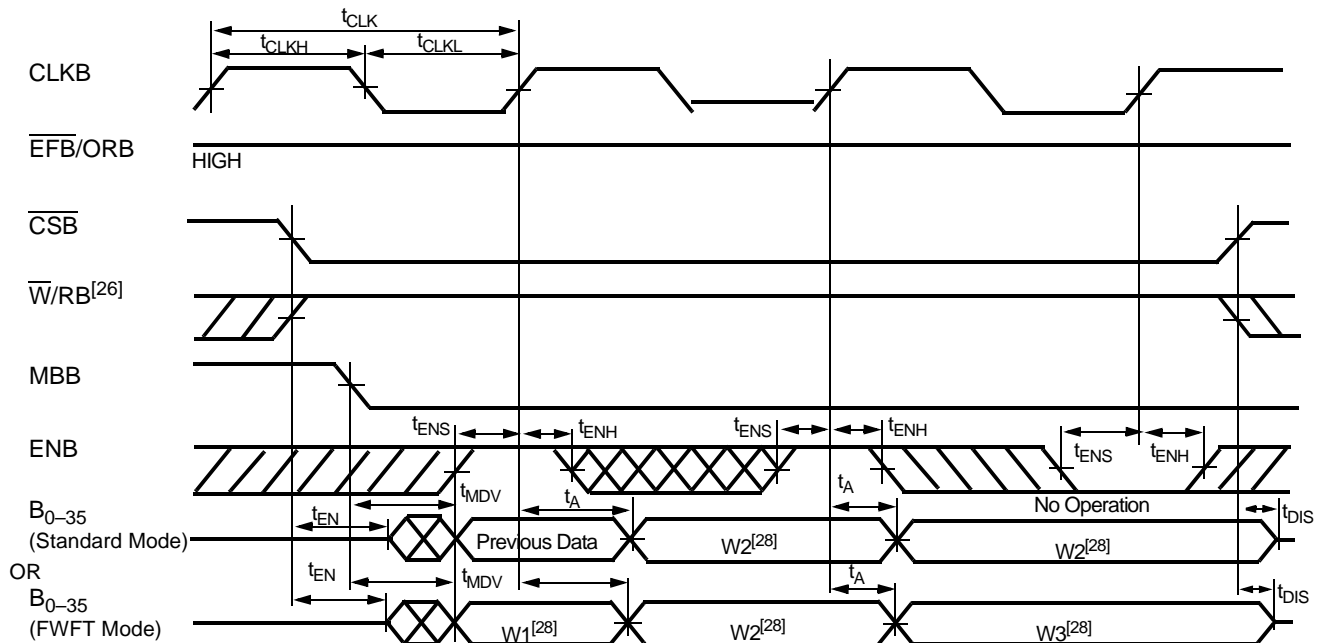 tCLK
tCLKH tCLKL
CLKB
EFB/ORB
HIGH
CSB
W/RB[26]
MBB
tENS tENH tENS tENH
ENB
tENS tENH
tMDV tA tA No Operation
B0–35
(Standard Mode)
tEN Previous Data W2[28] W2[28] tDIS
OR
tEN tMDV tA tDIS
B0–35
(FWFT Mode)
W1[28] W2[28] W3[28]